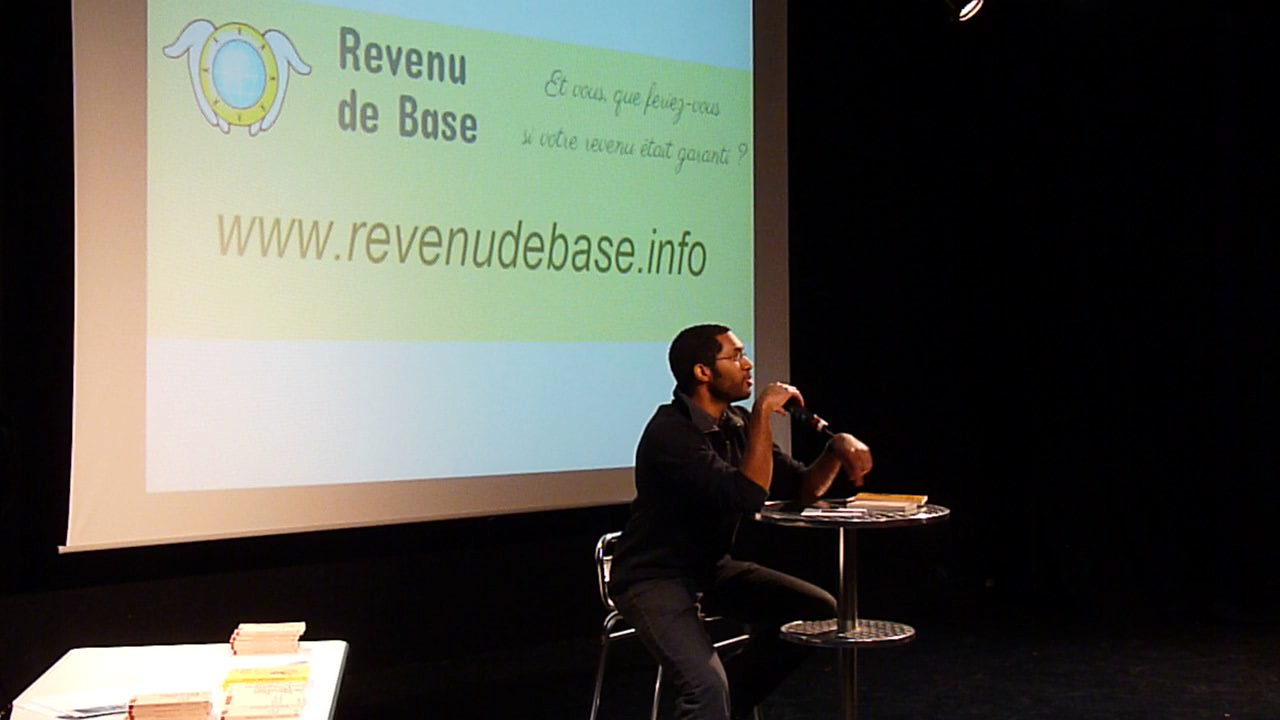 Revenu
de Base
Et vous, que feriez-vous
si votre revenu était garanti ?
www.revenudebase.info